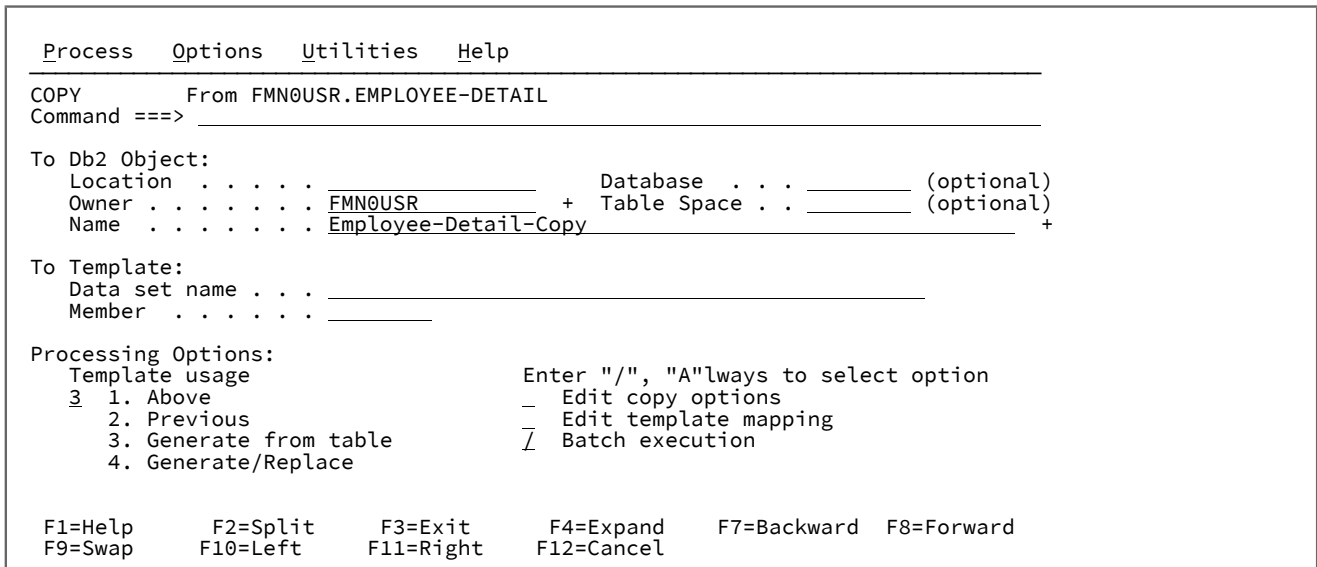 Process   Options   Utilities   Help
COPY        From FMN0USR.EMPLOYEE-DETAIL
Command ===>
To Db2 Object:
Location  . . . . .                     Database  . . .          (optional)
Owner . . . . . . . FMN0USR           +  Table Space . .          (optional)
Name  . . . . . . . Employee-Detail-Copy                                   +
To Template:
Data set name . . .
Member  . . . . . .
Processing Options:
Template usage                     Enter "/", "A"lways to select option
3  1. Above                        _  Edit copy options
2. Previous                     _  Edit template mapping
3. Generate from table          /  Batch execution
4. Generate/Replace
F1=Help      F2=Split     F3=Exit      F4=Expand    F7=Backward  F8=Forward
F9=Swap     F10=Left     F11=Right    F12=Cancel